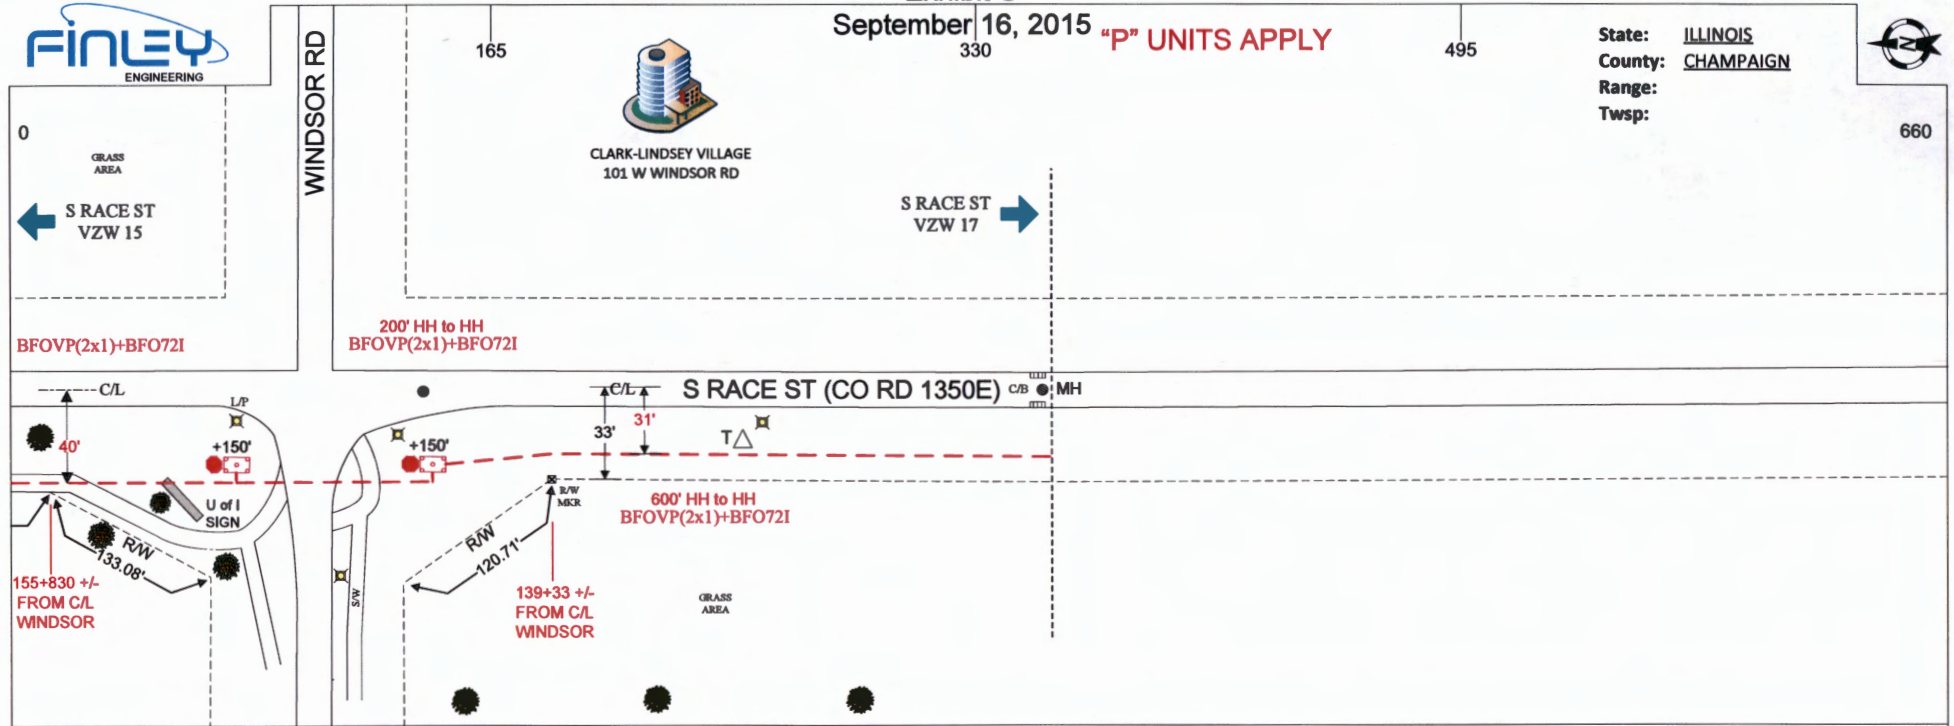 FINLEY
ENGINEERING
WINDSOR RD
165
September 16, 2015
330
"P" UNITS APPLY
495
State: ILLINOIS
County: CHAMPAIGN
Range:
Twsp:
N
0
660
GRASS
AREA
CLARK-LINDSEY VILLAGE
101 W WINDSOR RD
S RACE ST
VZW 15
S RACE ST
VZW 17
BFOVP(2x1)+BFO72I
200' HH to HH
BFOVP(2x1)+BFO72I
C/L
C/L
S RACE ST (CO RD 1350E)
C/B
MH
L/P
40'
+150'
+150'
33'
31'
T
U of I
SIGN
R/W
MKR
600' HH to HH
BFOVP(2x1)+BFO72I
R/W
133.08'
R/W
120.71'
155+830 +/-
FROM C/L
WINDSOR
S/W
139+33 +/-
FROM C/L
WINDSOR
GRASS
AREA